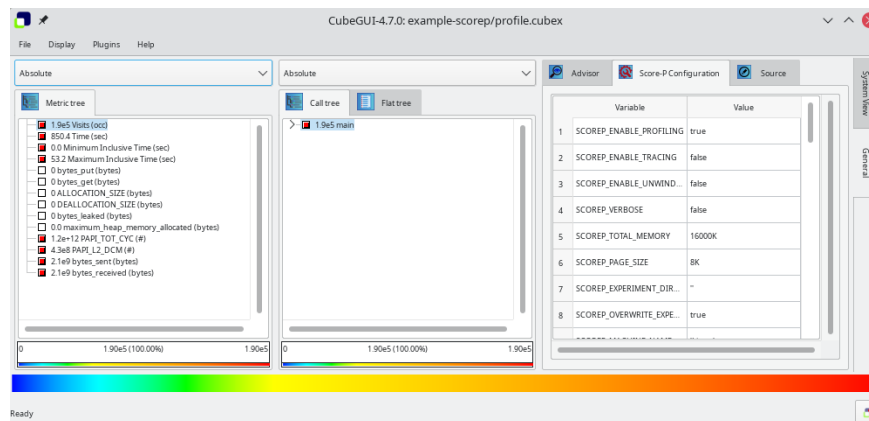 CubeGUI-4.7.0: example-scorep/profile.cubex
File Display Plugins Help
Absolute
Metric tree
1.9e5 Visits (occ)
850.4 Time (sec)
0.0 Minimum Inclusive Time (sec)
53.2 Maximum Inclusive Time (sec)
0 bytes_put (bytes)
0 bytes_get (bytes)
0 ALLOCATION_SIZE (bytes)
0 DEALLOCATION_SIZE (bytes)
0 bytes_leaked (bytes)
0.0 maximum_heap_memory_allocated (bytes)
1.2e+12 PAPI_TOT_CYC (#)
4.3e8 PAPI_L2_DCM (#)
2.1e9 bytes_sent (bytes)
2.1e9 bytes_received (bytes)
0 1.90e5 (100.00%) 1.90e5
Absolute
Call tree Flat tree
1.9e5 main
0 1.90e5 (100.00%) 1.90e5
Advisor Score-P Configuration Source
Variable Value
1 SCOREP_ENABLE_PROFILING true
2 SCOREP_ENABLE_TRACING false
3 SCOREP_ENABLE_UNWIND... false
4 SCOREP_VERBOSE false
5 SCOREP_TOTAL_MEMORY 16000K
6 SCOREP_PAGE_SIZE 8K
7 SCOREP_EXPERIMENT_DIR... "
8 SCOREP_OVERWRITE_EXPE... true
System View
General
Ready